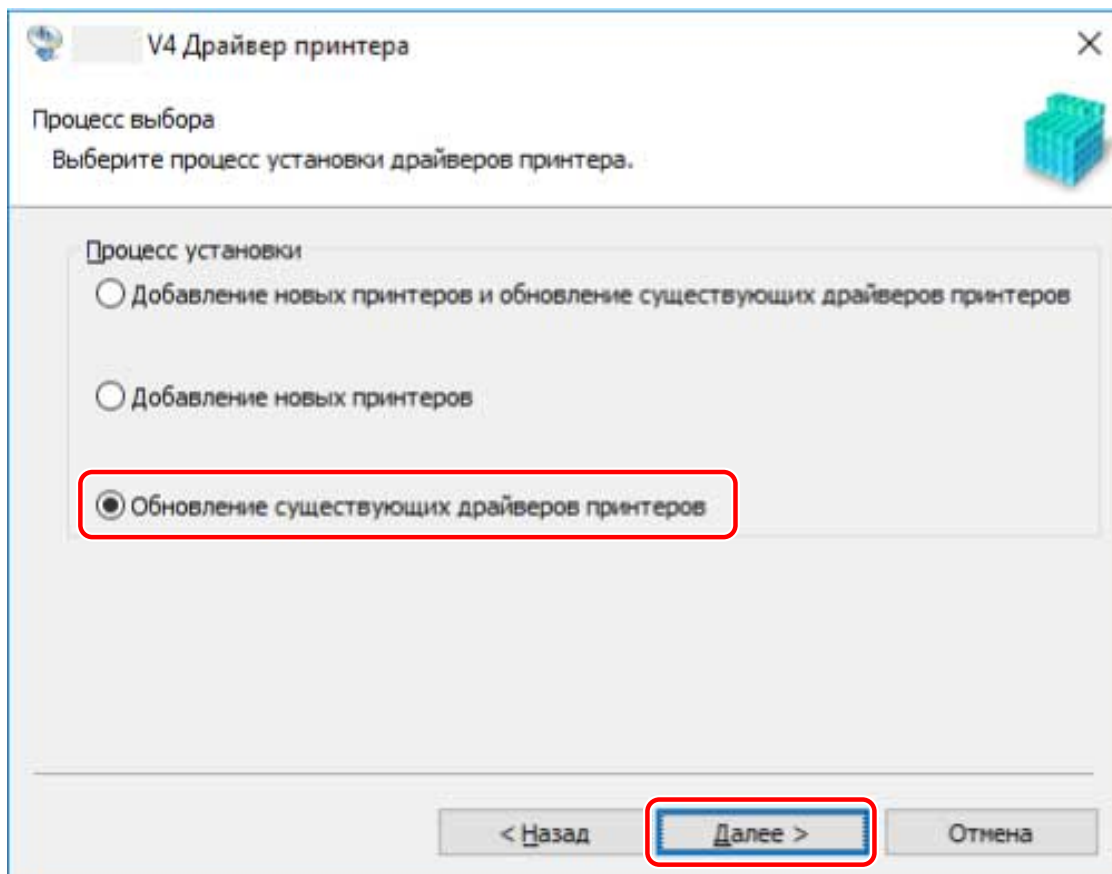 V4 Драйвер принтера
Процесс выбора
Выберите процесс установки драйверов принтера.
Процесс установки
Добавление новых принтеров и обновление существующих драйверов принтеров
Добавление новых принтеров
Обновление существующих драйверов принтеров
< Назад
Далее >
Отмена